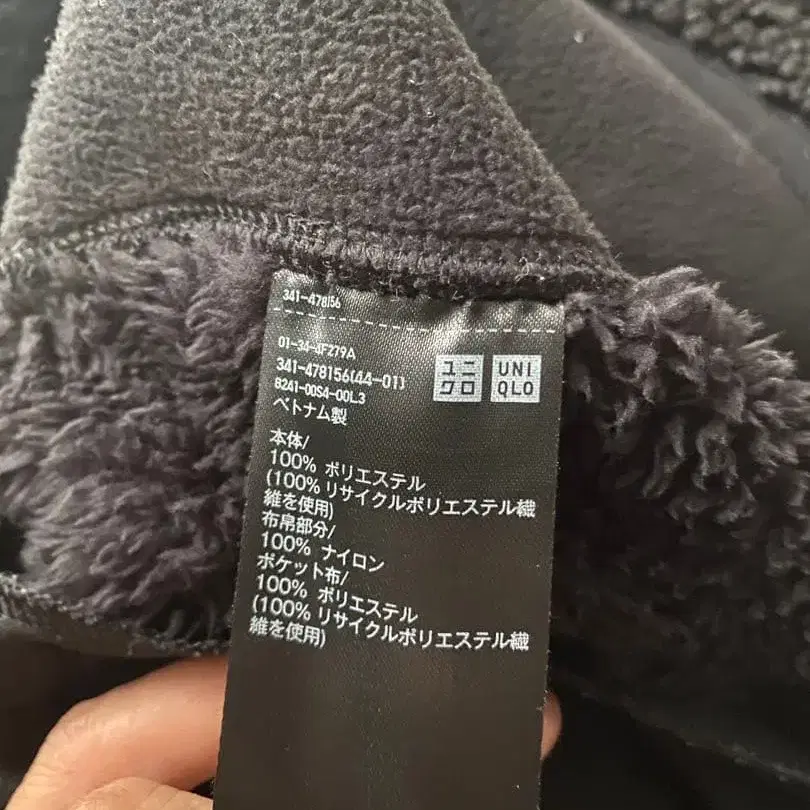 341-478156
01-34-4F279A
341-478156(44-01)
8241-00S4-00L3
ベトナム製
ユニ
クロ
UNI
QLO
本体/
100% ポリエステル
(100% リサイクルポリエステル繊
維を使用)
布帛部分/
100% ナイロン
ポケット布/
100% ポリエステル
(100% リサイクルポリエステル繊
維を使用)